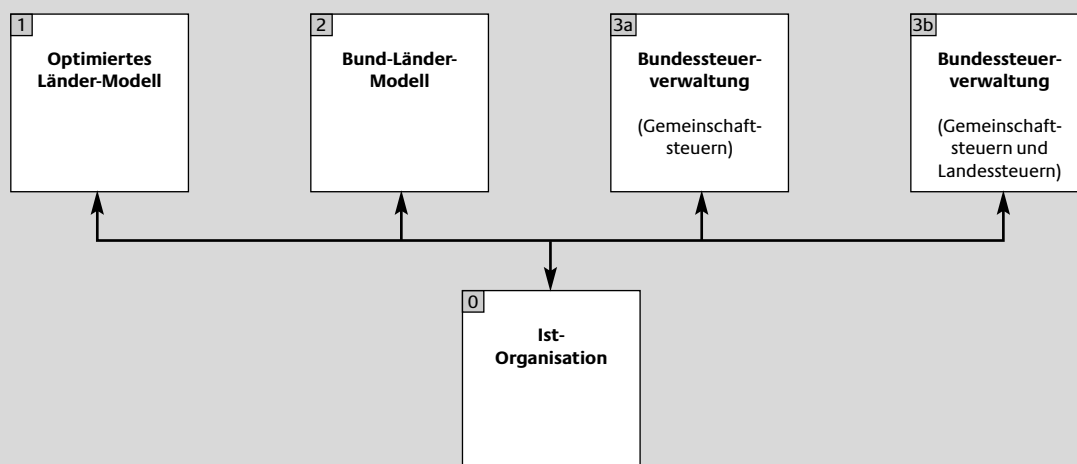 1
Optimiertes
Länder-Modell
2
Bund-Länder-
Modell
3a
Bundessteuer-
verwaltung
(Gemeinschaft-
steuern)
3b
Bundessteuer-
verwaltung
(Gemeinschaft-
steuern und
Landessteuern)
0
Ist-
Organisation